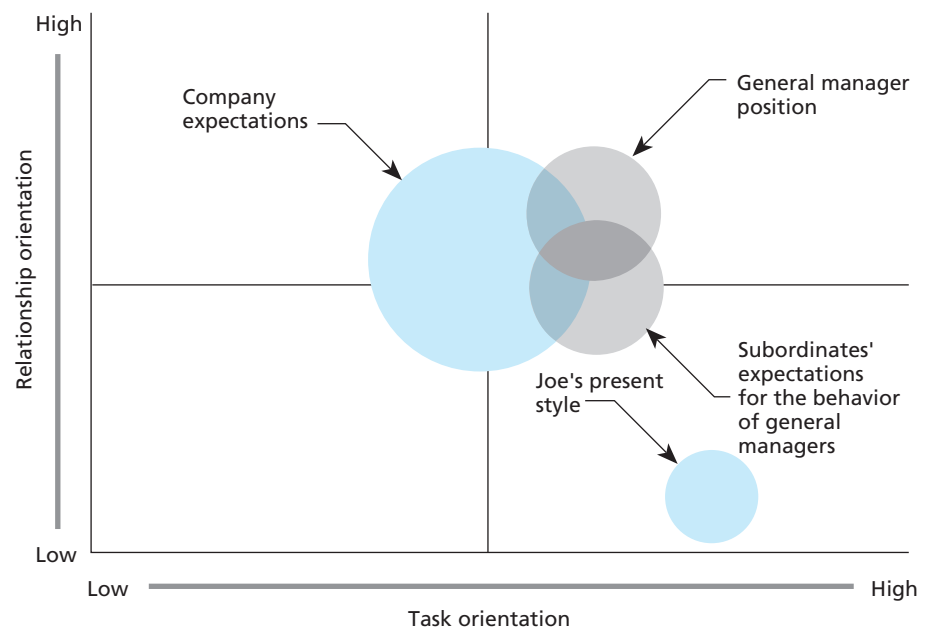 High
Company
expectations
General manager
position
Relationship orientation
Subordinates'
expectations
for the behavior
of general
managers
Joe's present
style
Low
Low
High
Task orientation